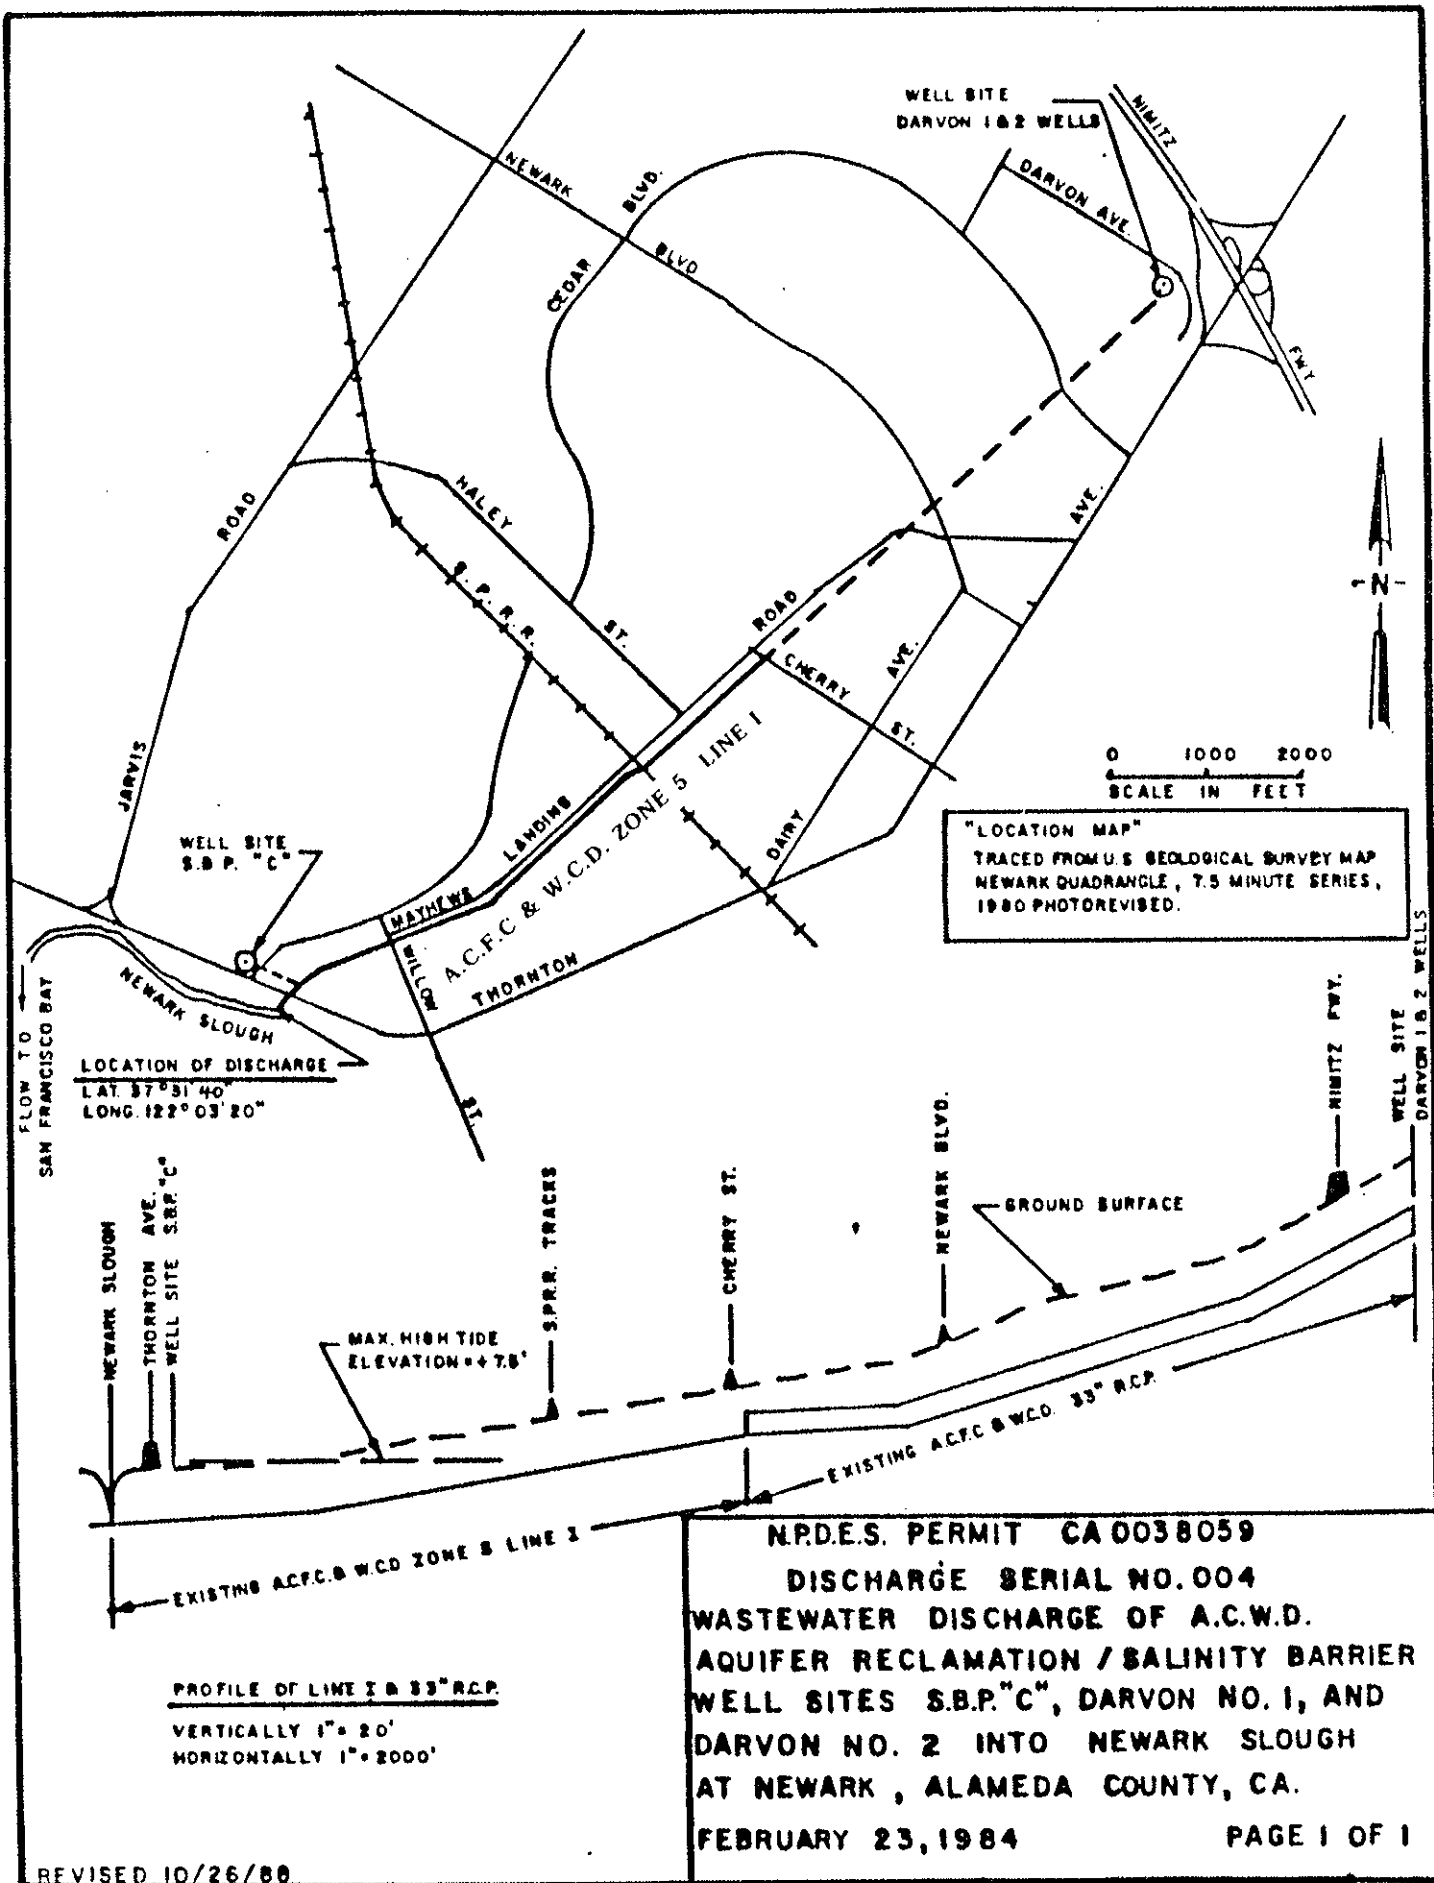 WELL SITE
DARVON 1 & 2 WELLS
NIMITZ
FWY
DARVON AVE.
NEWARK
BLVD
CEDAR
BLVD.
ROAD
JARVIS
HALEY
ST.
S. P. R. R.
ROAD
LANDING
MAYHEWS
CHERRY
ST.
AVE.
DAIRY
AVE.
THORNTON
WILLOW
ST.
A.C.F.C & W.C.D. ZONE 5 LINE I
WELL SITE
S.B P. "C"
NEWARK SLOUGH
FLOW TO
SAN FRANCISCO BAY
LOCATION OF DISCHARGE
LAT. 37° 31' 40"
LONG. 122° 03' 20"
N
0 1000 2000
SCALE IN FEET
"LOCATION MAP"
TRACED FROM U.S GEOLOGICAL SURVEY MAP
NEWARK QUADRANGLE, 7.5 MINUTE SERIES,
1980 PHOTOREVISED.
NEWARK SLOUGH
THORNTON AVE.
WELL SITE S.B.P. "C"
S.P.R.R. TRACKS
CHERRY ST.
NEWARK BLVD.
NIMITZ FWY.
WELL SITE
DARVON 1 & 2 WELLS
GROUND SURFACE
MAX. HIGH TIDE
ELEVATION = +7.5'
EXISTING A.C.F.C & W.C.D. 33" R.C.P.
EXISTING A.C.F.C. & W.C.D ZONE 5 LINE I
PROFILE OF LINE I & 33" R.C.P.
VERTICALLY 1" = 20'
HORIZONTALLY 1" = 2000'
N.P.D.E.S. PERMIT CA 0038059
DISCHARGE SERIAL NO. 004
WASTEWATER DISCHARGE OF A.C.W.D.
AQUIFER RECLAMATION / SALINITY BARRIER
WELL SITES S.B.P. "C", DARVON NO. 1, AND
DARVON NO. 2 INTO NEWARK SLOUGH
AT NEWARK , ALAMEDA COUNTY, CA.
FEBRUARY 23, 1984 PAGE 1 OF 1
REVISED 10/26/88